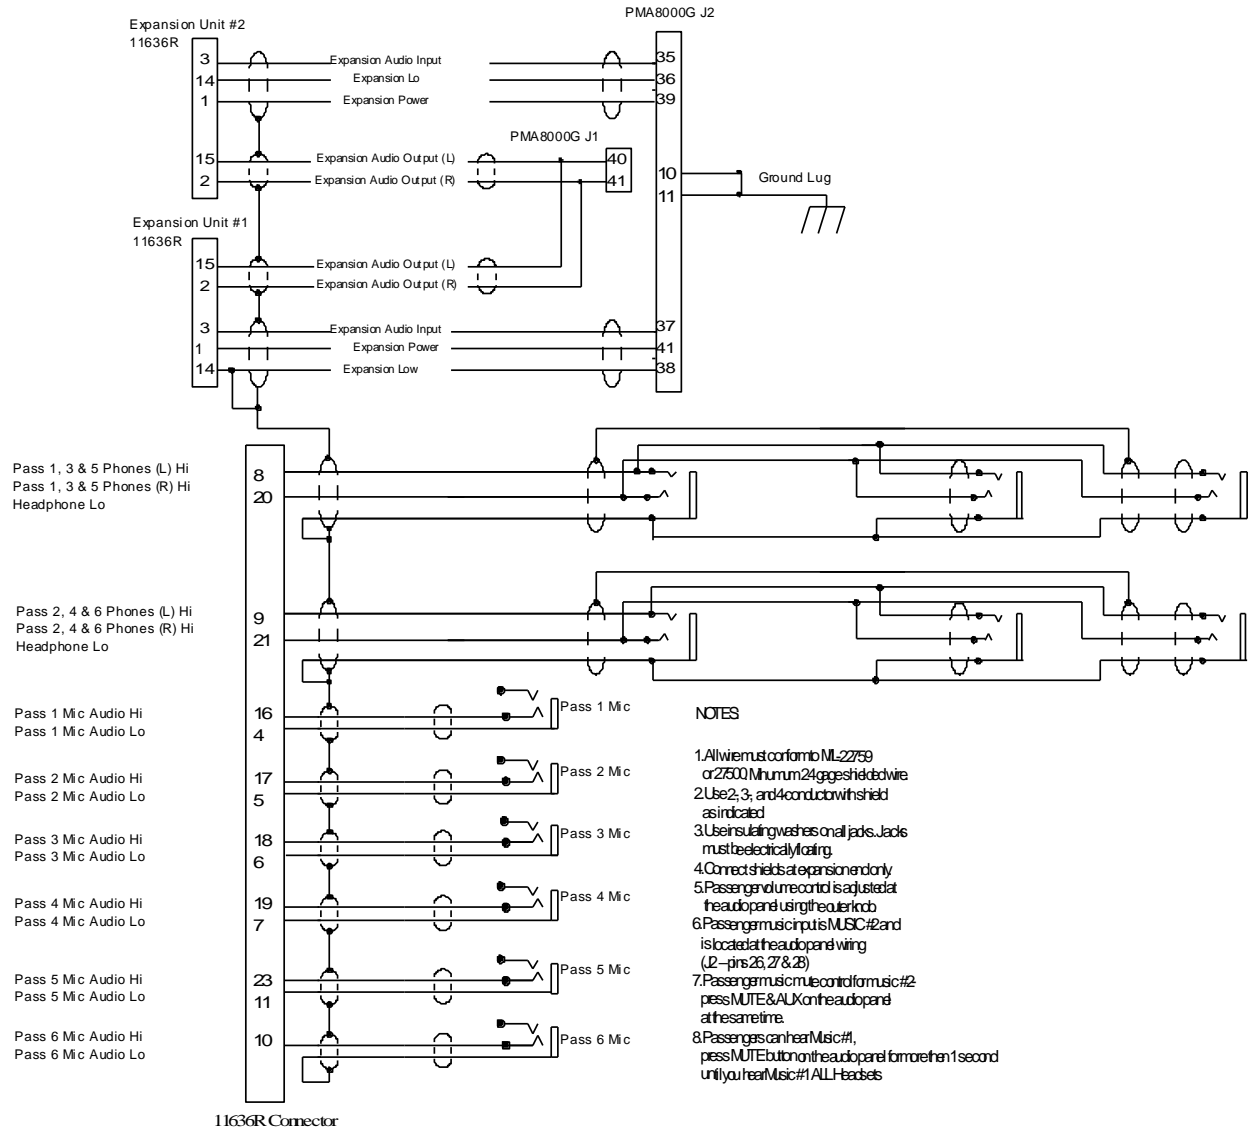 PMA8000G J2
Expansion Unit #2
11636R
3 Expansion Audio Input 35
14 Expansion Lo 36
1 Expansion Power 39
PMA8000G J1
15 Expansion Audio Output (L) 40
2 Expansion Audio Output (R) 41
10 Ground Lug
11
Expansion Unit #1
11636R
15 Expansion Audio Output (L)
2 Expansion Audio Output (R)
3 Expansion Audio Input 37
1 Expansion Power 41
14 Expansion Low 38
Pass 1, 3 & 5 Phones (L) Hi 8
Pass 1, 3 & 5 Phones (R) Hi 20
Headphone Lo
Pass 2, 4 & 6 Phones (L) Hi 9
Pass 2, 4 & 6 Phones (R) Hi 21
Headphone Lo
Pass 1 Mic Audio Hi 16 Pass 1 Mic
Pass 1 Mic Audio Lo 4
Pass 2 Mic Audio Hi 17 Pass 2 Mic
Pass 2 Mic Audio Lo 5
Pass 3 Mic Audio Hi 18 Pass 3 Mic
Pass 3 Mic Audio Lo 6
Pass 4 Mic Audio Hi 19 Pass 4 Mic
Pass 4 Mic Audio Lo 7
Pass 5 Mic Audio Hi 23 Pass 5 Mic
Pass 5 Mic Audio Lo 11
Pass 6 Mic Audio Hi 10 Pass 6 Mic
Pass 6 Mic Audio Lo
11636R Connector
NOTES:
1. All wire must conform to MIL-22759
or 27500. Mihumum 24 gage shielded wire.
2. Use 2-, 3-, and 4-conductor with shield
as indicated
3. Use insulating washers on all jacks. Jacks
must be electrically floating.
4. Connect shields at expansion end only.
5. Passenger volume control is adjusted at
the audio panel using the outer knob
6. Passenger music input is MUSIC #2 and
is located at the audio panel wiring
(J2 – pins 26, 27 & 28)
7. Passenger music mute control for music #2-
press MUTE & AUX on the audio panel
at the same time.
8. Passengers can hear Music #1,
press MUTE button on the audio panel for more then 1 second
until you hear Music #1 ALL Headsets